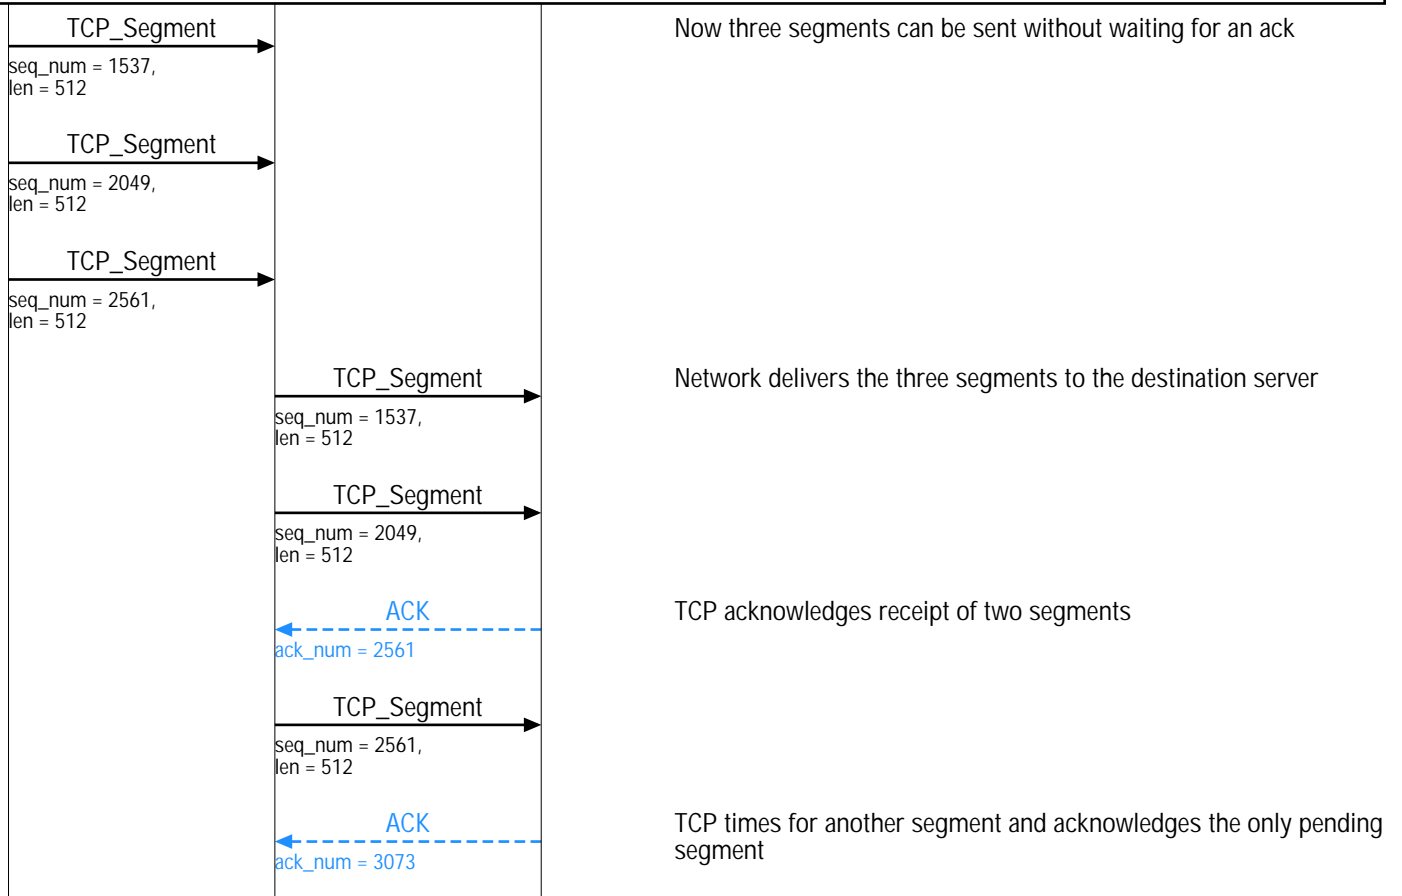 TCP_Segment
Now three segments can be sent without waiting for an ack
seq_num = 1537,
len = 512
TCP_Segment
seq_num = 2049,
len = 512
TCP_Segment
seq_num = 2561,
len = 512
TCP_Segment
Network delivers the three segments to the destination server
seq_num = 1537,
len = 512
TCP_Segment
seq_num = 2049,
len = 512
ACK
TCP acknowledges receipt of two segments
ack_num = 2561
TCP_Segment
seq_num = 2561,
len = 512
ACK
TCP times for another segment and acknowledges the only pending
segment
ack_num = 3073